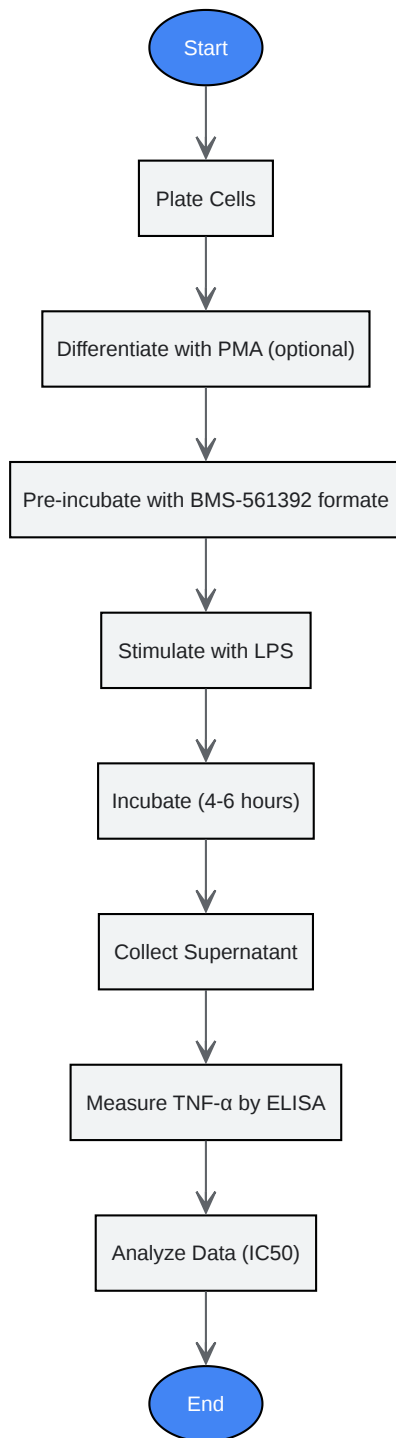 Start
Plate Cells
Differentiate with PMA (optional)
Pre-incubate with BMS-561392 formate
Stimulate with LPS
Incubate (4-6 hours)
Collect Supernatant
Measure TNF-α by ELISA
Analyze Data (IC50)
End